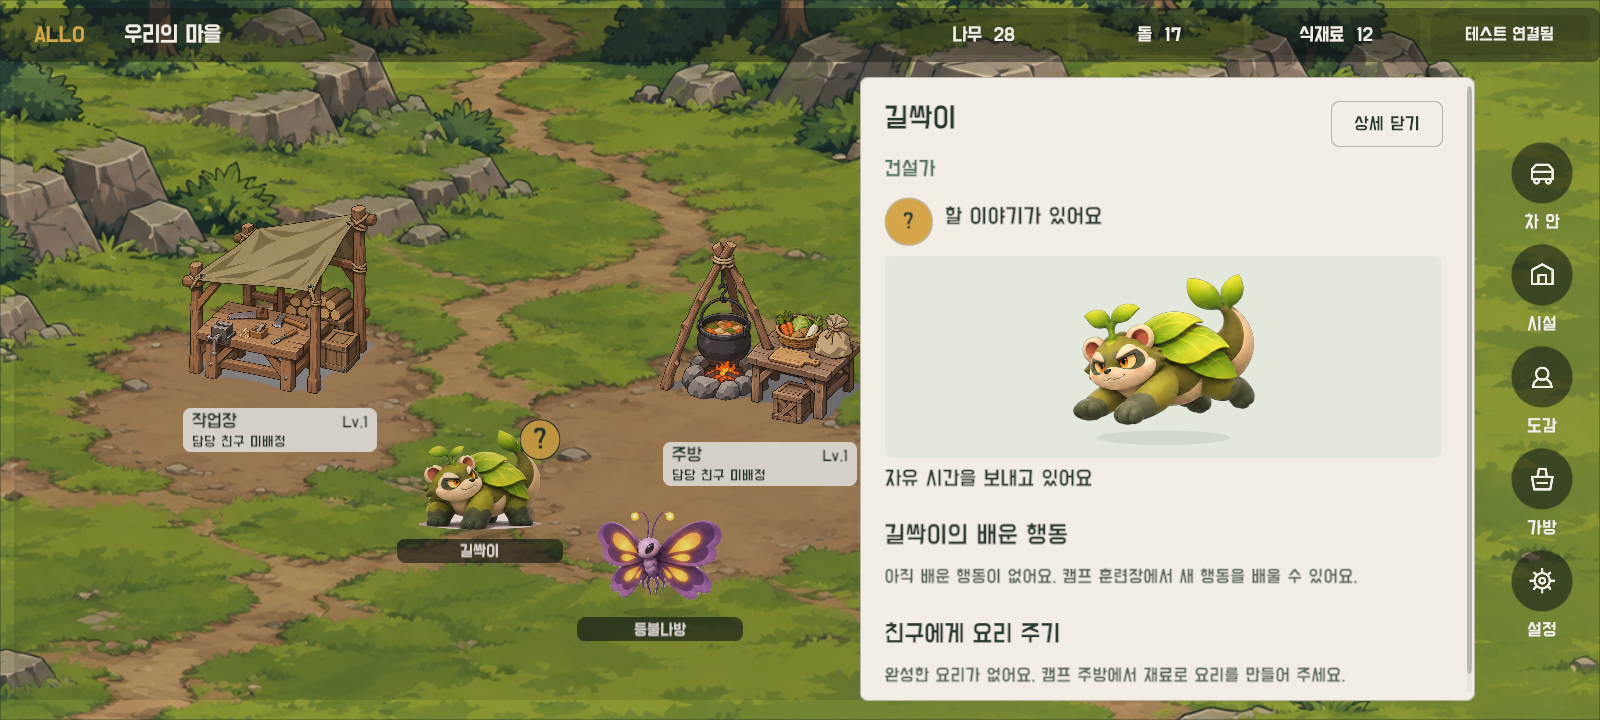 ALLO 우리의 마을 나무 28 돌 17 식재료 12 테스트 연결됨
길싹이 상세 닫기
건설가
? 할 이야기가 있어요
자유 시간을 보내고 있어요
길싹이의 배운 행동
아직 배운 행동이 없어요. 캠프 훈련장에서 새 행동을 배울 수 있어요.
친구에게 요리 주기
완성한 요리가 없어요. 캠프 주방에서 재료로 요리를 만들어 주세요.
작업장 Lv.1
담당 친구 미배정
주방 Lv.1
담당 친구 미배정
?
길싹이
등불나방
차 안
시설
도감
가방
설정